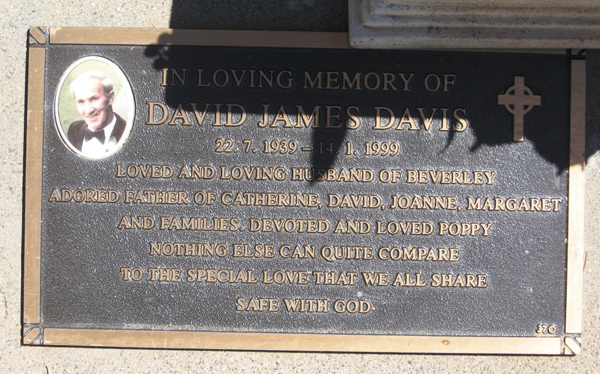 IN LOVING MEMORY OF
DAVID JAMES DAVIS
22. 7. 1939 – 14. 1. 1999
LOVED AND LOVING HUSBAND OF BEVERLEY
ADORED FATHER OF CATHERINE, DAVID, JOANNE, MARGARET
AND FAMILIES. DEVOTED AND LOVED POPPY
NOTHING ELSE CAN QUITE COMPARE
TO THE SPECIAL LOVE THAT WE ALL SHARE
SAFE WITH GOD
376